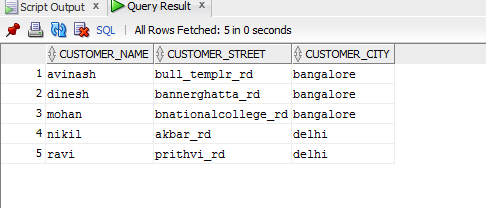 Script Output x Query Result x
SQL | All Rows Fetched: 5 in 0 seconds
CUSTOMER_NAME CUSTOMER_STREET CUSTOMER_CITY
1 avinash bull_templr_rd bangalore
2 dinesh bannerghatta_rd bangalore
3 mohan bnationalcollege_rd bangalore
4 nikil akbar_rd delhi
5 ravi prithvi_rd delhi